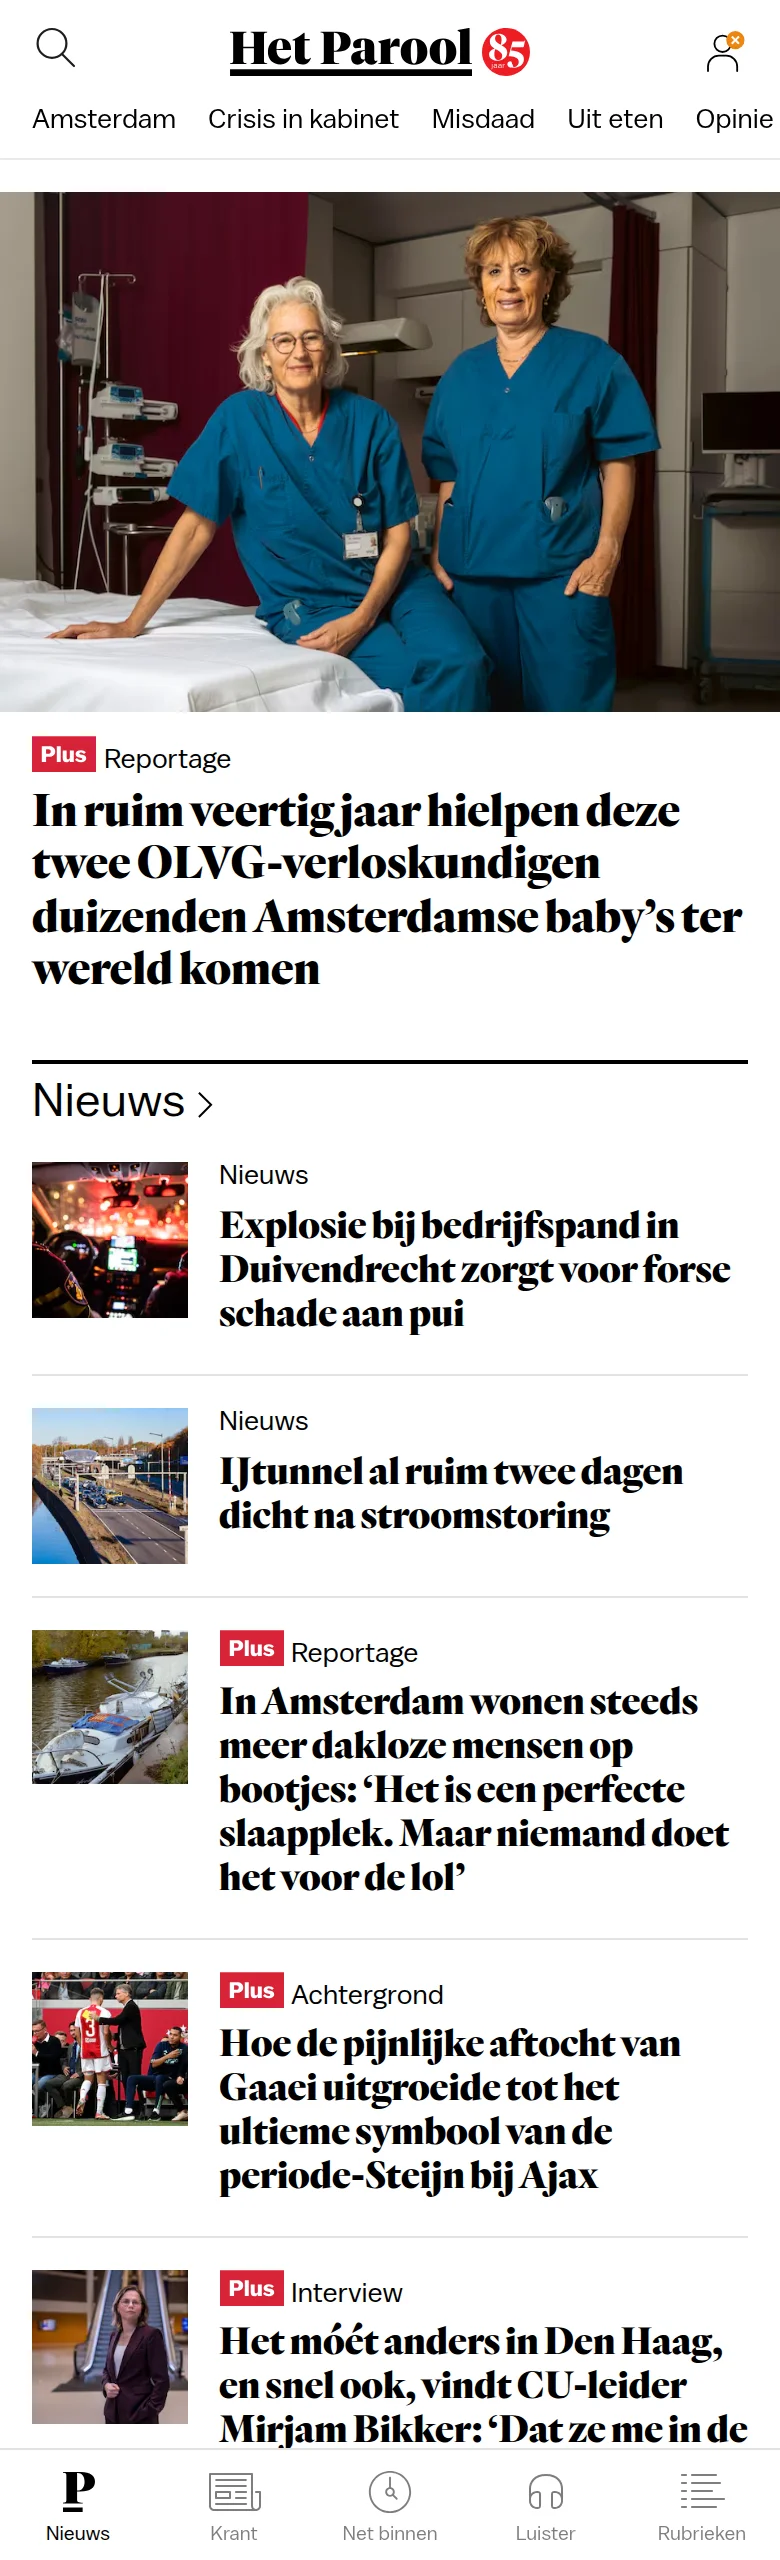 Het Parool 85 jaar
Amsterdam Crisis in kabinet Misdaad Uit eten Opinie
Plus Reportage
In ruim veertig jaar hielpen deze
twee OLVG-verloskundigen
duizenden Amsterdamse baby’s ter
wereld komen
Nieuws
Nieuws
Explosie bij bedrijfspand in
Duivendrecht zorgt voor forse
schade aan pui
Nieuws
IJtunnel al ruim twee dagen
dicht na stroomstoring
Plus Reportage
In Amsterdam wonen steeds
meer dakloze mensen op
bootjes: ‘Het is een perfecte
slaapplek. Maar niemand doet
het voor de lol’
3
Plus Achtergrond
Hoe de pijnlijke aftocht van
Gaaei uitgroeide tot het
ultieme symbool van de
periode-Steijn bij Ajax
Plus Interview
Het móét anders in Den Haag,
en snel ook, vindt CU-leider
Mirjam Bikker: ‘Dat ze me in de
P
Nieuws Krant Net binnen Luister Rubrieken